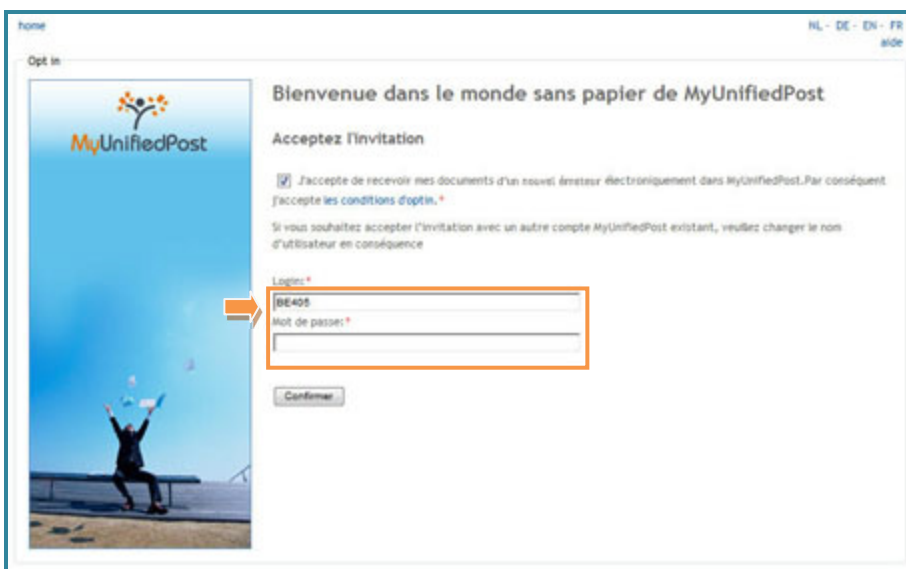 home
NL - DE - EN - FR
aide
Opt in
MyUnifiedPost
Bienvenue dans le monde sans papier de MyUnifiedPost
Acceptez l'invitation
J'accepte de recevoir mes documents d'un nouvel émetteur électroniquement dans MyUnifiedPost.Par conséquent
j'accepte les conditions d'optin.*
Si vous souhaitez accepter l'invitation avec un autre compte MyUnifiedPost existant, veuillez changer le nom
d'utilisateur en conséquence
Login:*
BE405
Mot de passe:*
Confirmer